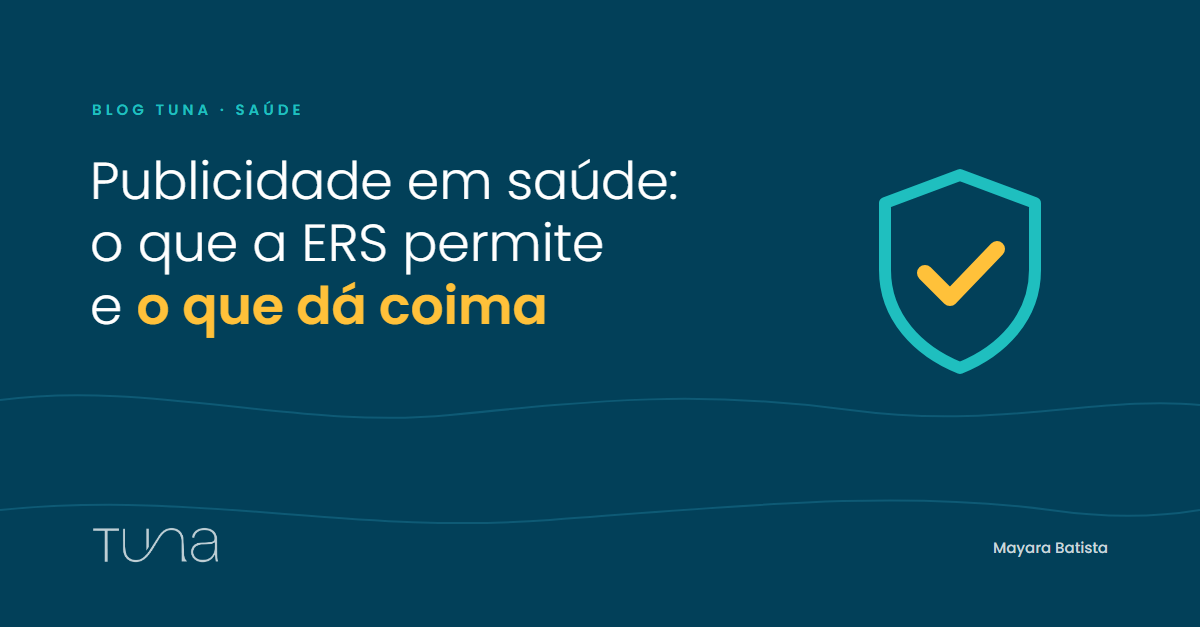 BLOG TUNA · SAÚDE
Publicidade em saúde:
o que a ERS permite
e o que dá coima
TUNA
Mayara Batista